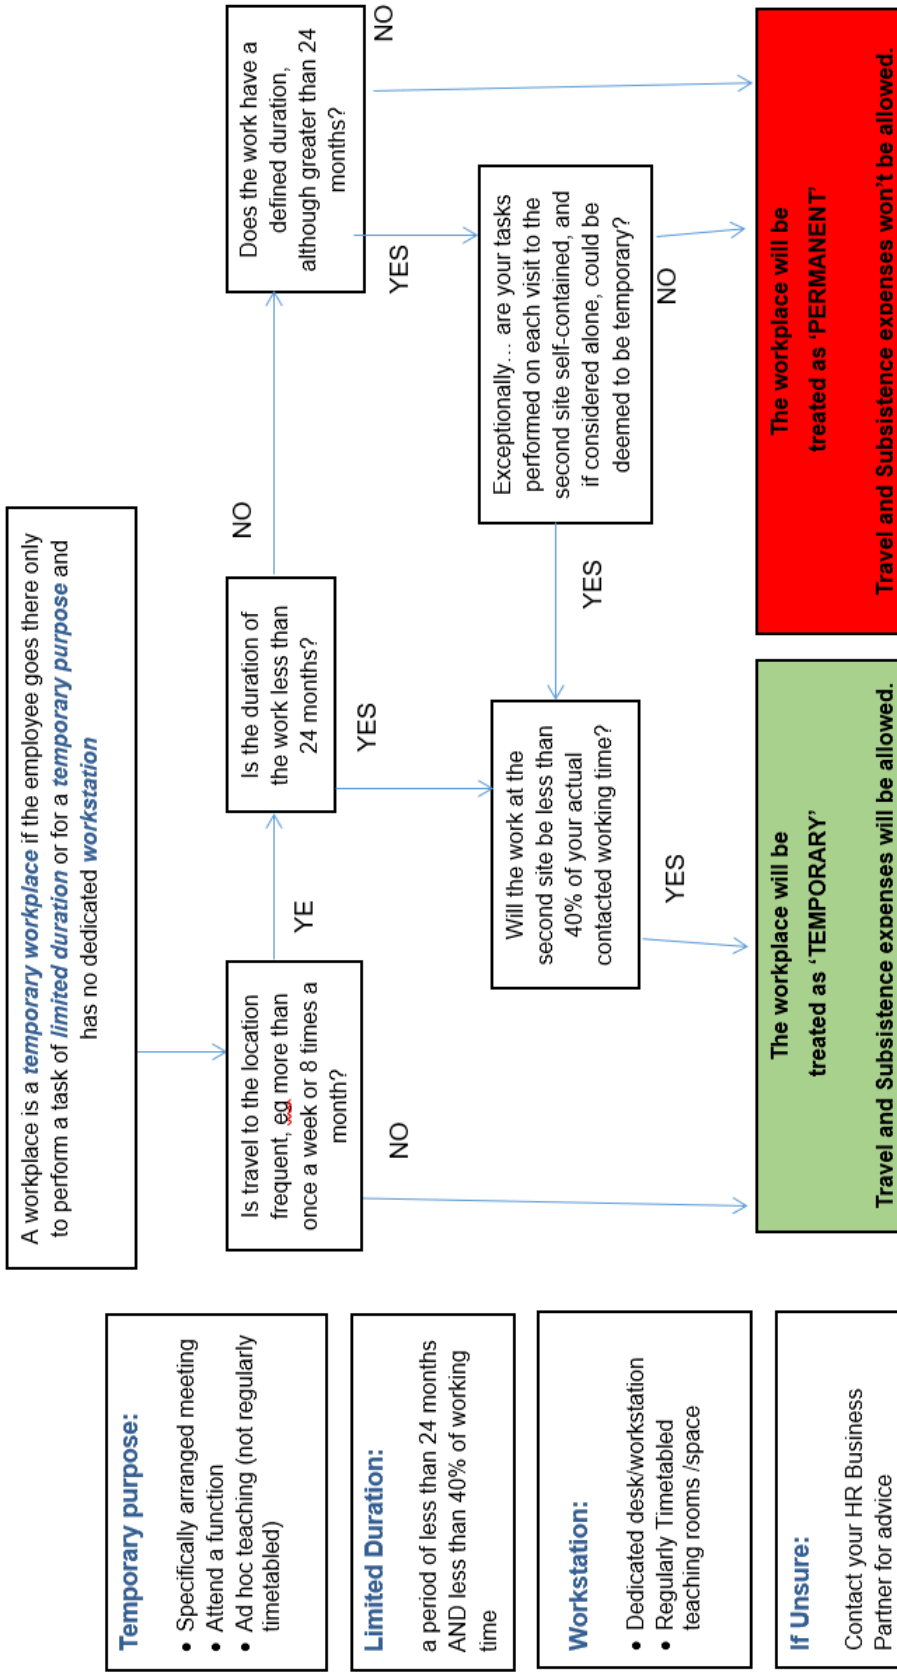 A workplace is a temporary workplace if the employee goes there only
to perform a task of limited duration or for a temporary purpose and
has no dedicated workstation
Temporary purpose:
• Specifically arranged meeting
• Attend a function
• Ad hoc teaching (not regularly
timetabled)
Limited Duration:
a period of less than 24 months
AND less than 40% of working
time
Workstation:
• Dedicated desk/workstation
• Regularly Timetabled
teaching rooms /space
If Unsure:
Contact your HR Business
Partner for advice
Is travel to the location
frequent, eg more than
once a week or 8 times a
month?
YE
NO
Is the duration of
the work less than
24 months?
NO
YES
Does the work have a
defined duration,
although greater than 24
months?
NO
YES
Exceptionally… are your tasks
performed on each visit to the
second site self-contained, and
if considered alone, could be
deemed to be temporary?
YES
NO
Will the work at the
second site be less than
40% of your actual
contacted working time?
YES
The workplace will be
treated as ‘TEMPORARY’
Travel and Subsistence expenses will be allowed.
The workplace will be
treated as ‘PERMANENT’
Travel and Subsistence expenses won’t be allowed.